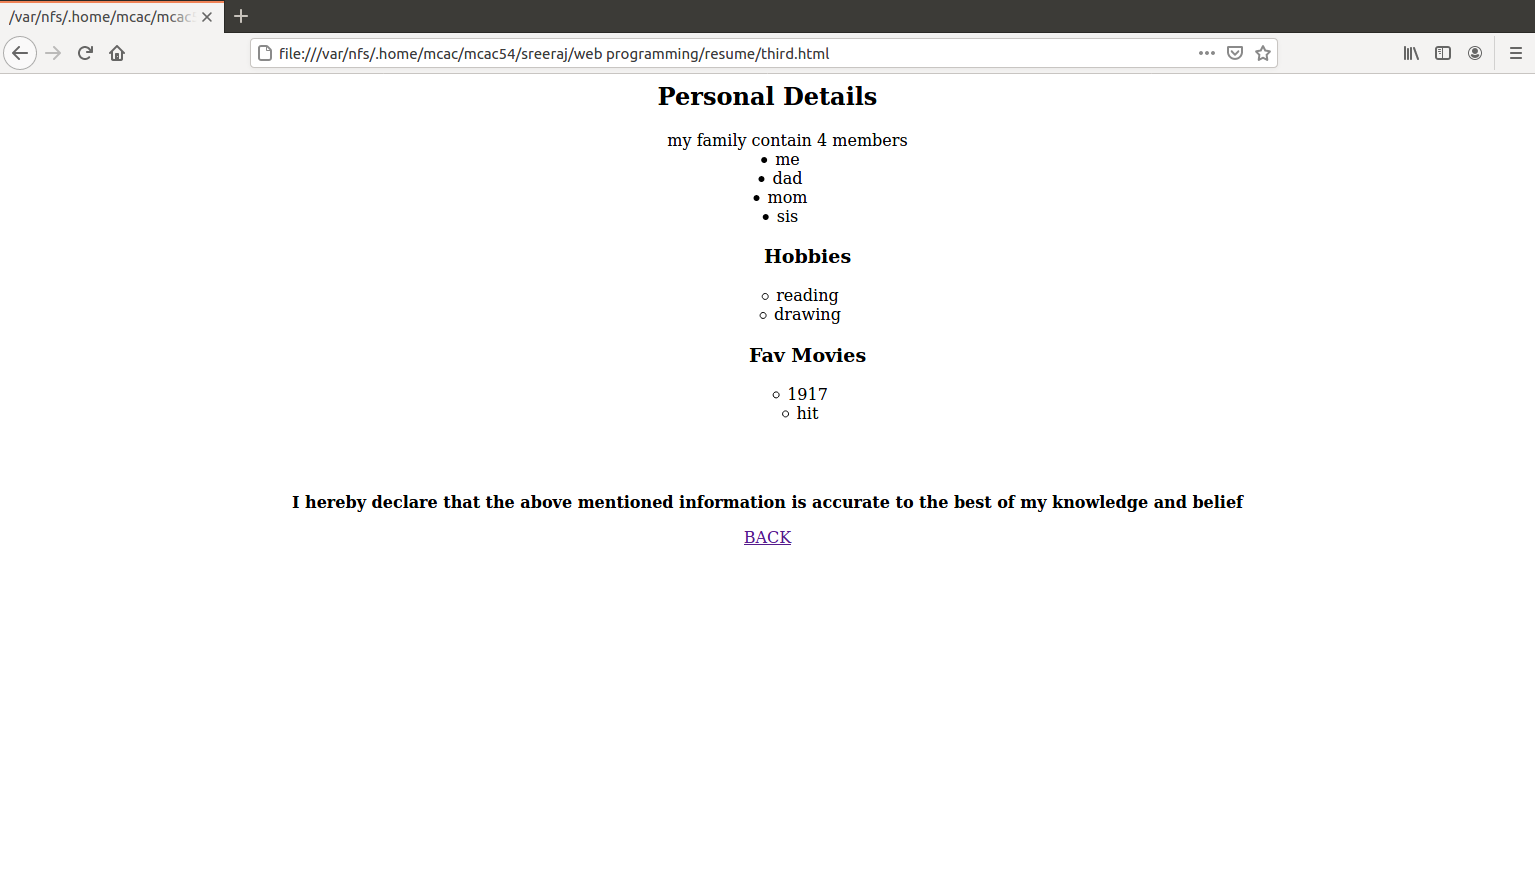 /var/nfs/.home/mcac/mcac
file:///var/nfs/.home/mcac/mcac54/sreeraj/web programming/resume/third.html
Personal Details
my family contain 4 members
• me
• dad
• mom
• sis
Hobbies
◦ reading
◦ drawing
Fav Movies
◦ 1917
◦ hit
I hereby declare that the above mentioned information is accurate to the best of my knowledge and belief
BACK